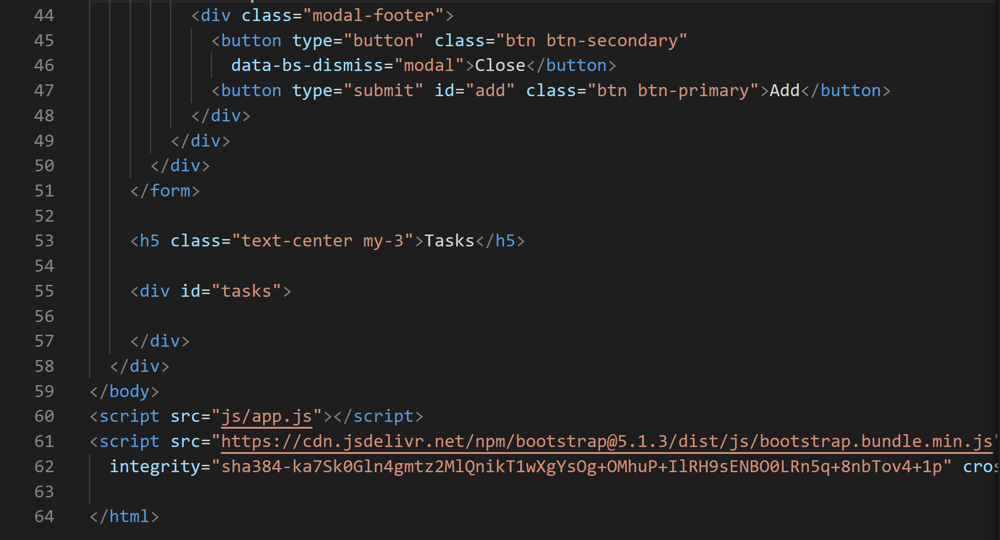 44 <div class="modal-footer">
45 <button type="button" class="btn btn-secondary"
46 data-bs-dismiss="modal">Close</button>
47 <button type="submit" id="add" class="btn btn-primary">Add</button>
48 </div>
49 </div>
50 </div>
51 </form>
52
53 <h5 class="text-center my-3">Tasks</h5>
54
55 <div id="tasks">
56
57 </div>
58 </div>
59 </body>
60 <script src="js/app.js"></script>
61 <script src="https://cdn.jsdelivr.net/npm/bootstrap@5.1.3/dist/js/bootstrap.bundle.min.js"
62 integrity="sha384-ka7Sk0Gln4gmtz2MlQnikT1wXgYsOg+OMhuP+IlRH9sENBO0LRn5q+8nbTov4+1p" cros
63
64 </html>